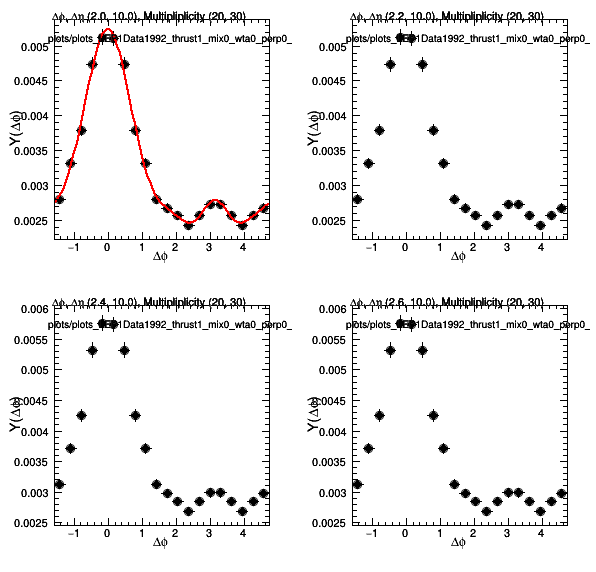 Δφ, Δη (2.0, 10.0), Multipliplicity (20, 30)
plots/plots_ 1Data1992_thrust1_mix0_wta0_perp0_
0.005
0.0045
0.004
0.0035
0.003
0.0025
Y(Δφ)
−1 0 1 2 3 4
Δφ
Δφ, Δη (2.2, 10.0), Multipliplicity (20, 30)
plots/plots_ 1Data1992_thrust1_mix0_wta0_perp0_
0.005
0.0045
0.004
0.0035
0.003
0.0025
Y(Δφ)
−1 0 1 2 3 4
Δφ
Δφ, Δη (2.4, 10.0), Multipliplicity (20, 30)
plots/plots_ 1Data1992_thrust1_mix0_wta0_perp0_
0.006
0.0055
0.005
0.0045
0.004
0.0035
0.003
0.0025
Y(Δφ)
−1 0 1 2 3 4
Δφ
Δφ, Δη (2.6, 10.0), Multipliplicity (20, 30)
plots/plots_ 1Data1992_thrust1_mix0_wta0_perp0_
0.006
0.0055
0.005
0.0045
0.004
0.0035
0.003
0.0025
Y(Δφ)
−1 0 1 2 3 4
Δφ